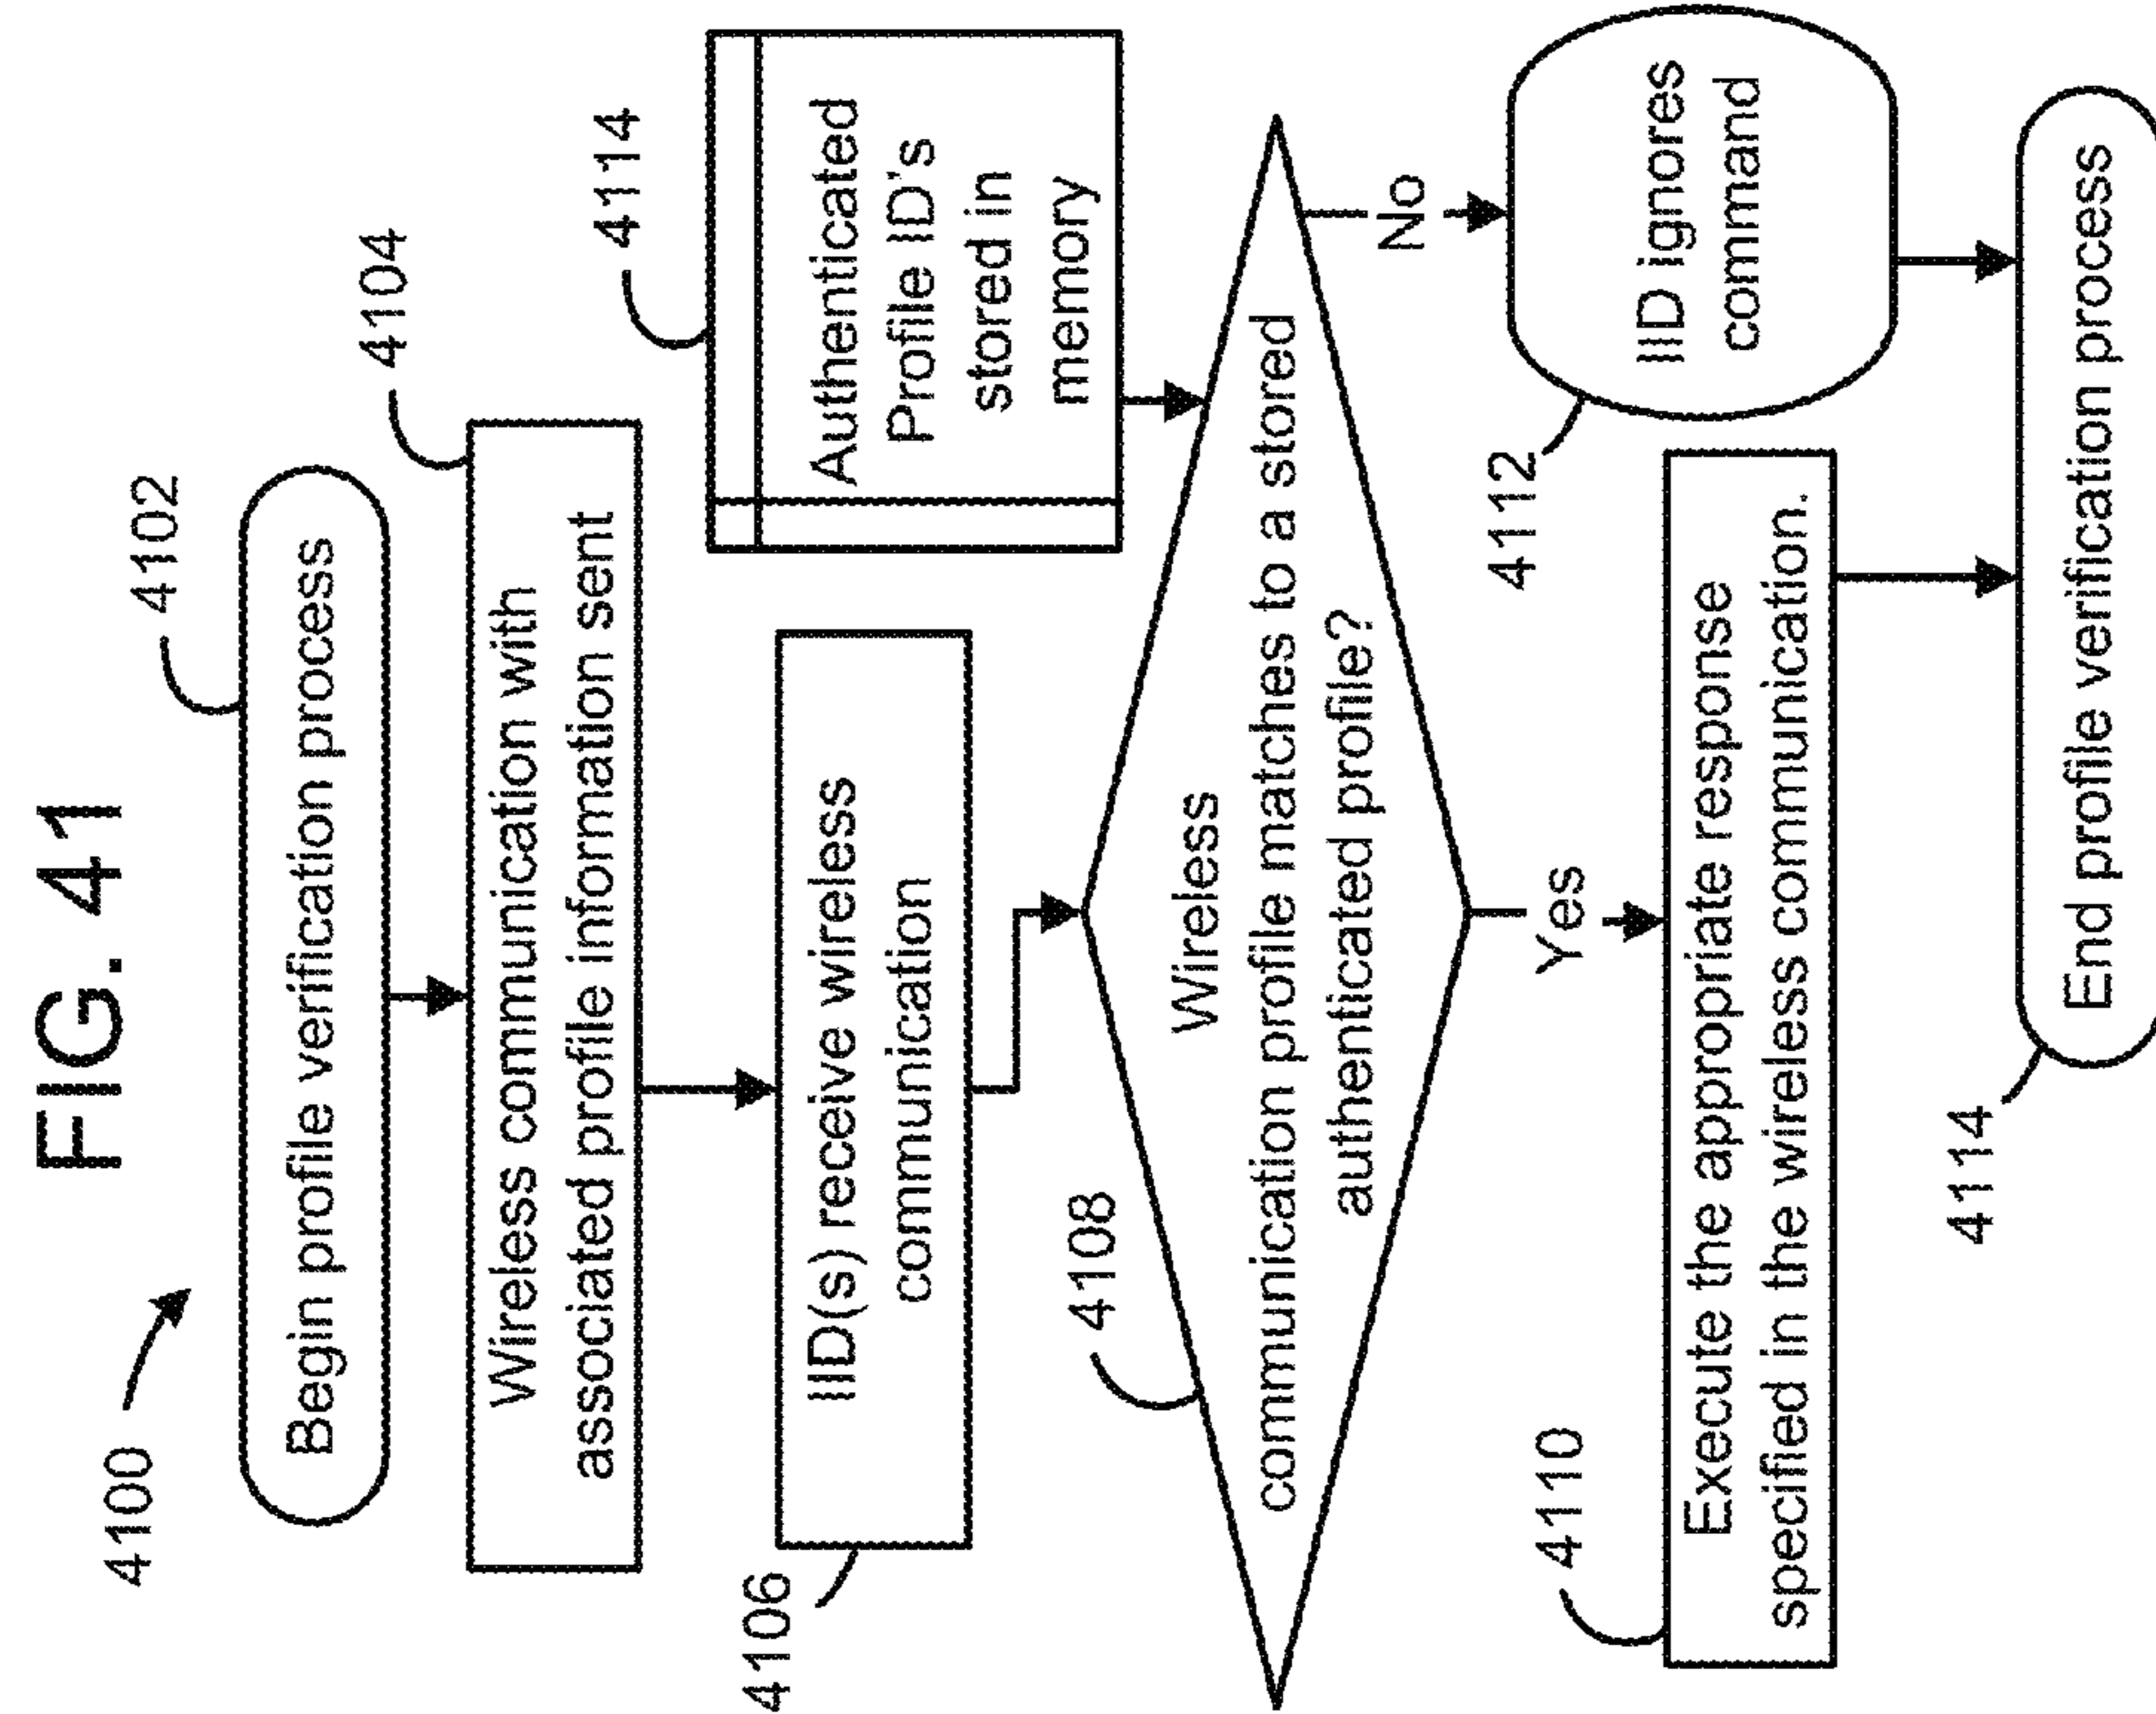 FIG. 41
4100
4102
Begin profile verification process
4104
Wireless communication with
associated profile information sent
4106
IID(s) receive wireless
communication
4114
Authenticated
Profile ID's
stored in
memory
4108
Wireless
communication profile matches to a stored
authenticated profile?
No
Yes
4110
Execute the appropriate response
specified in the wireless communication.
4112
IID ignores
command
4114
End profile verification process